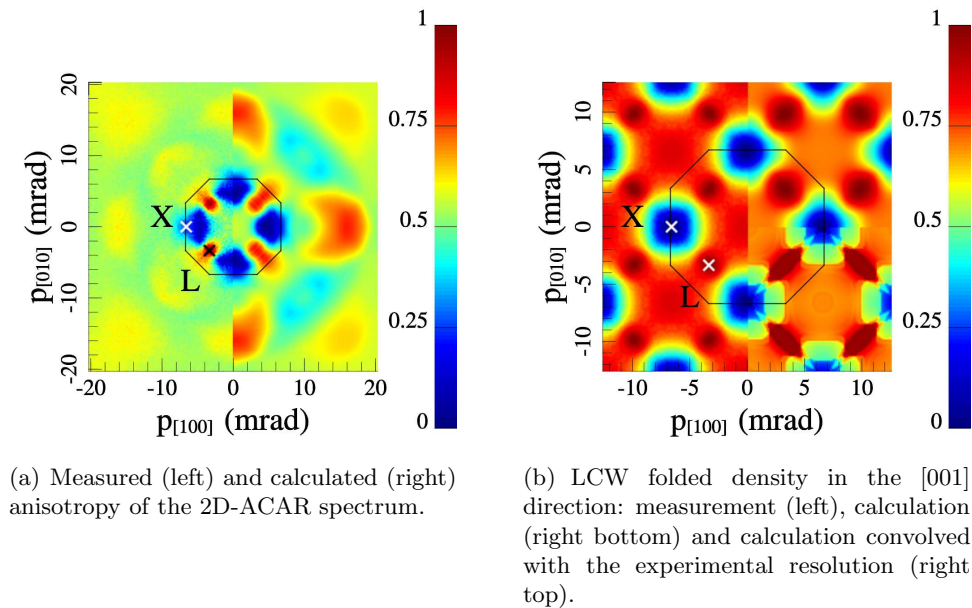 1
0.75
0.5
0.25
0
20
10
0
-10
-20
-20 -10 0 10 20
p[010] (mrad)
p[100] (mrad)
X
L
1
0.75
0.5
0.25
0
10
5
0
-5
-10
-10 -5 0 5 10
p[010] (mrad)
p[100] (mrad)
X
L
(a) Measured (left) and calculated (right)
anisotropy of the 2D-ACAR spectrum.
(b) LCW folded density in the [001]
direction: measurement (left), calculation
(right bottom) and calculation convolved
with the experimental resolution (right
top).